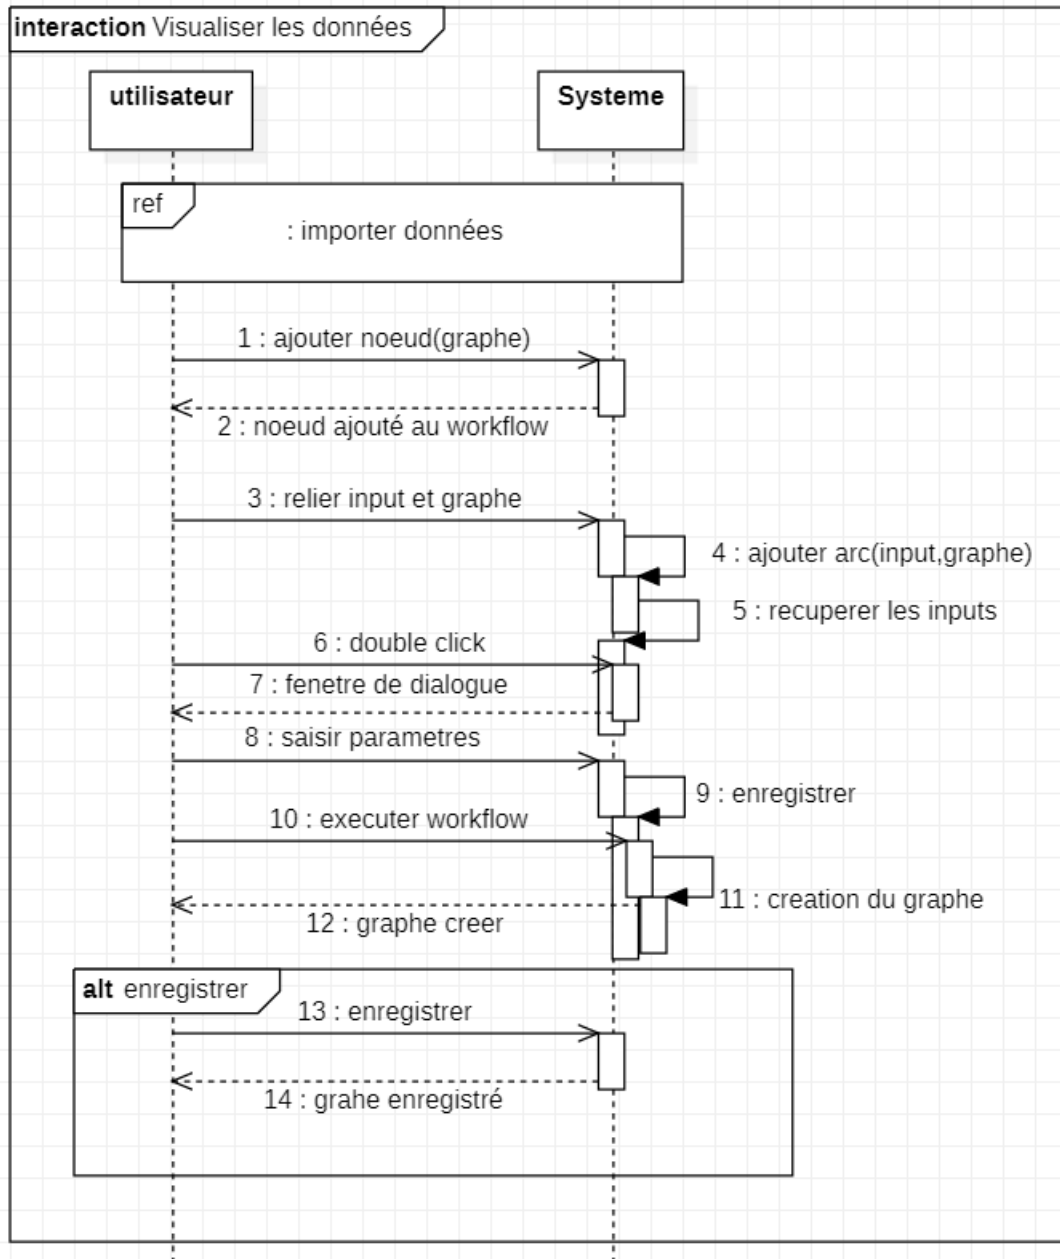 interaction Visualiser les données
utilisateur
Systeme
ref
: importer données
1 : ajouter noeud(graphe)
2 : noeud ajouté au workflow
3 : relier input et graphe
4 : ajouter arc(input,graphe)
5 : recuperer les inputs
6 : double click
7 : fenetre de dialogue
8 : saisir parametres
9 : enregistrer
10 : executer workflow
11 : creation du graphe
12 : graphe creer
alt enregistrer
13 : enregistrer
14 : grahe enregistré